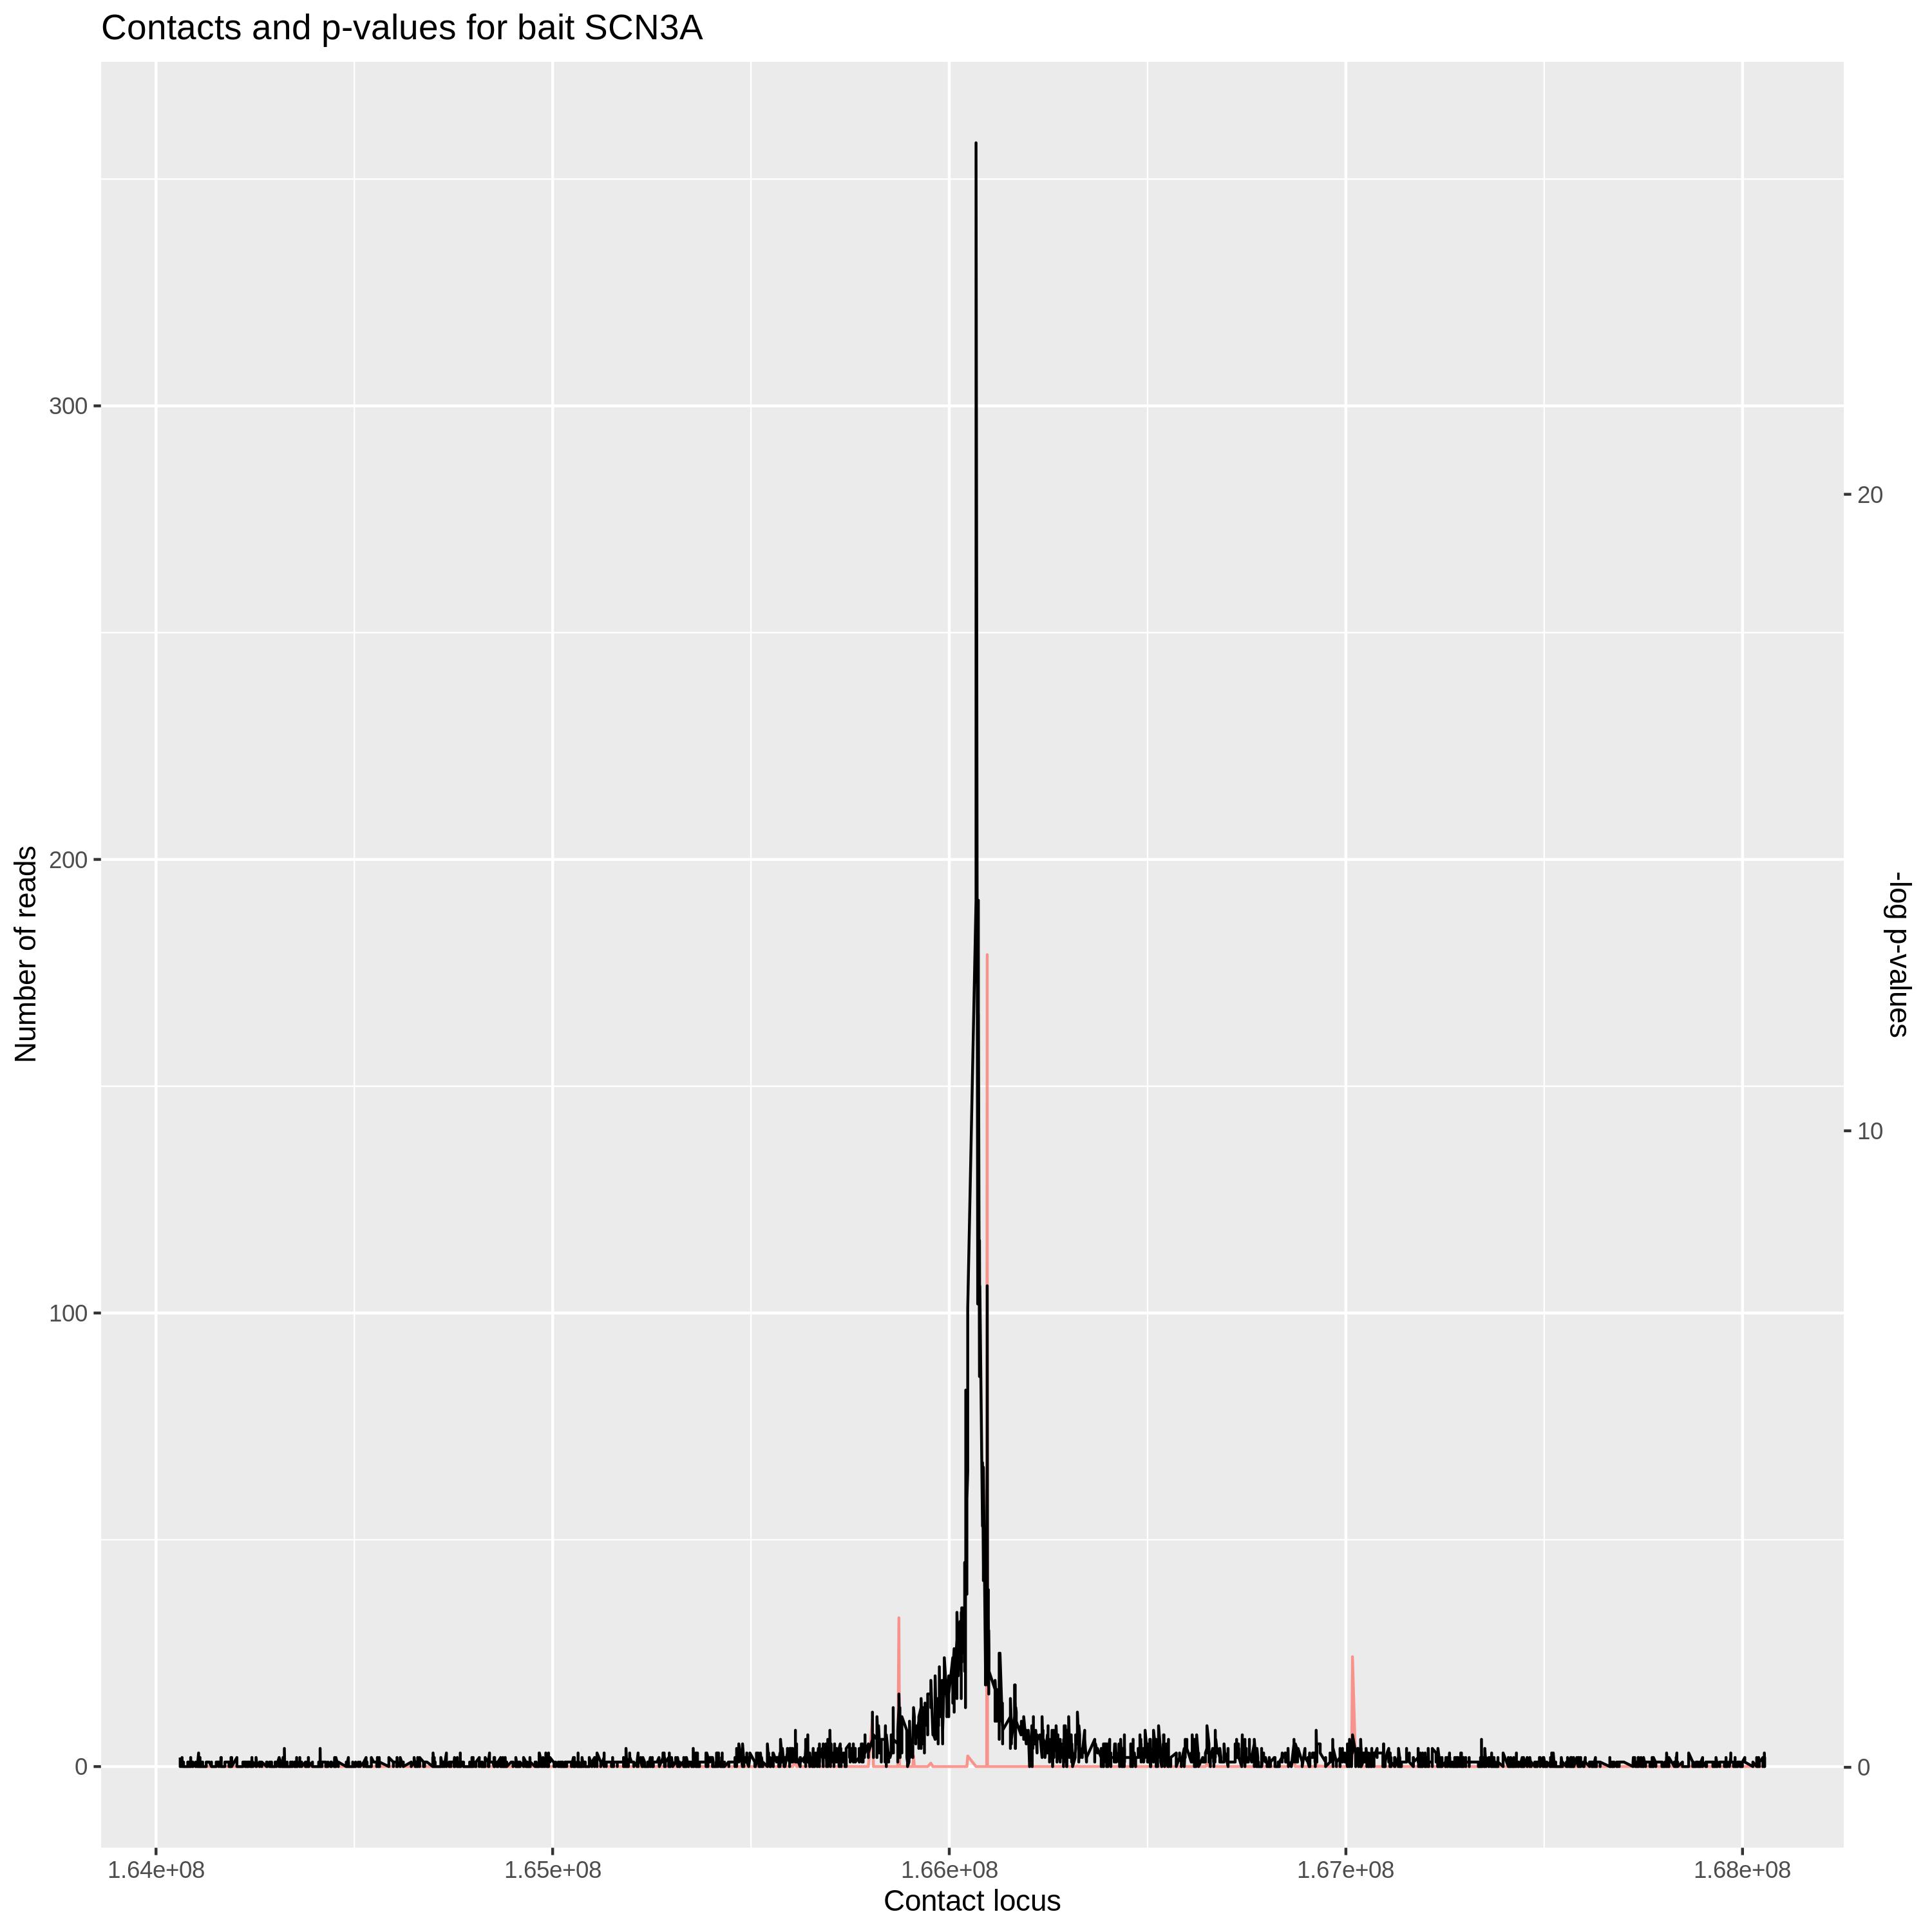 Contacts and p-values for bait SCN3A
300
200
100
0
Number of reads
20
10
0
-log p-values
1.64e+08
1.65e+08
1.66e+08
1.67e+08
1.68e+08
Contact locus